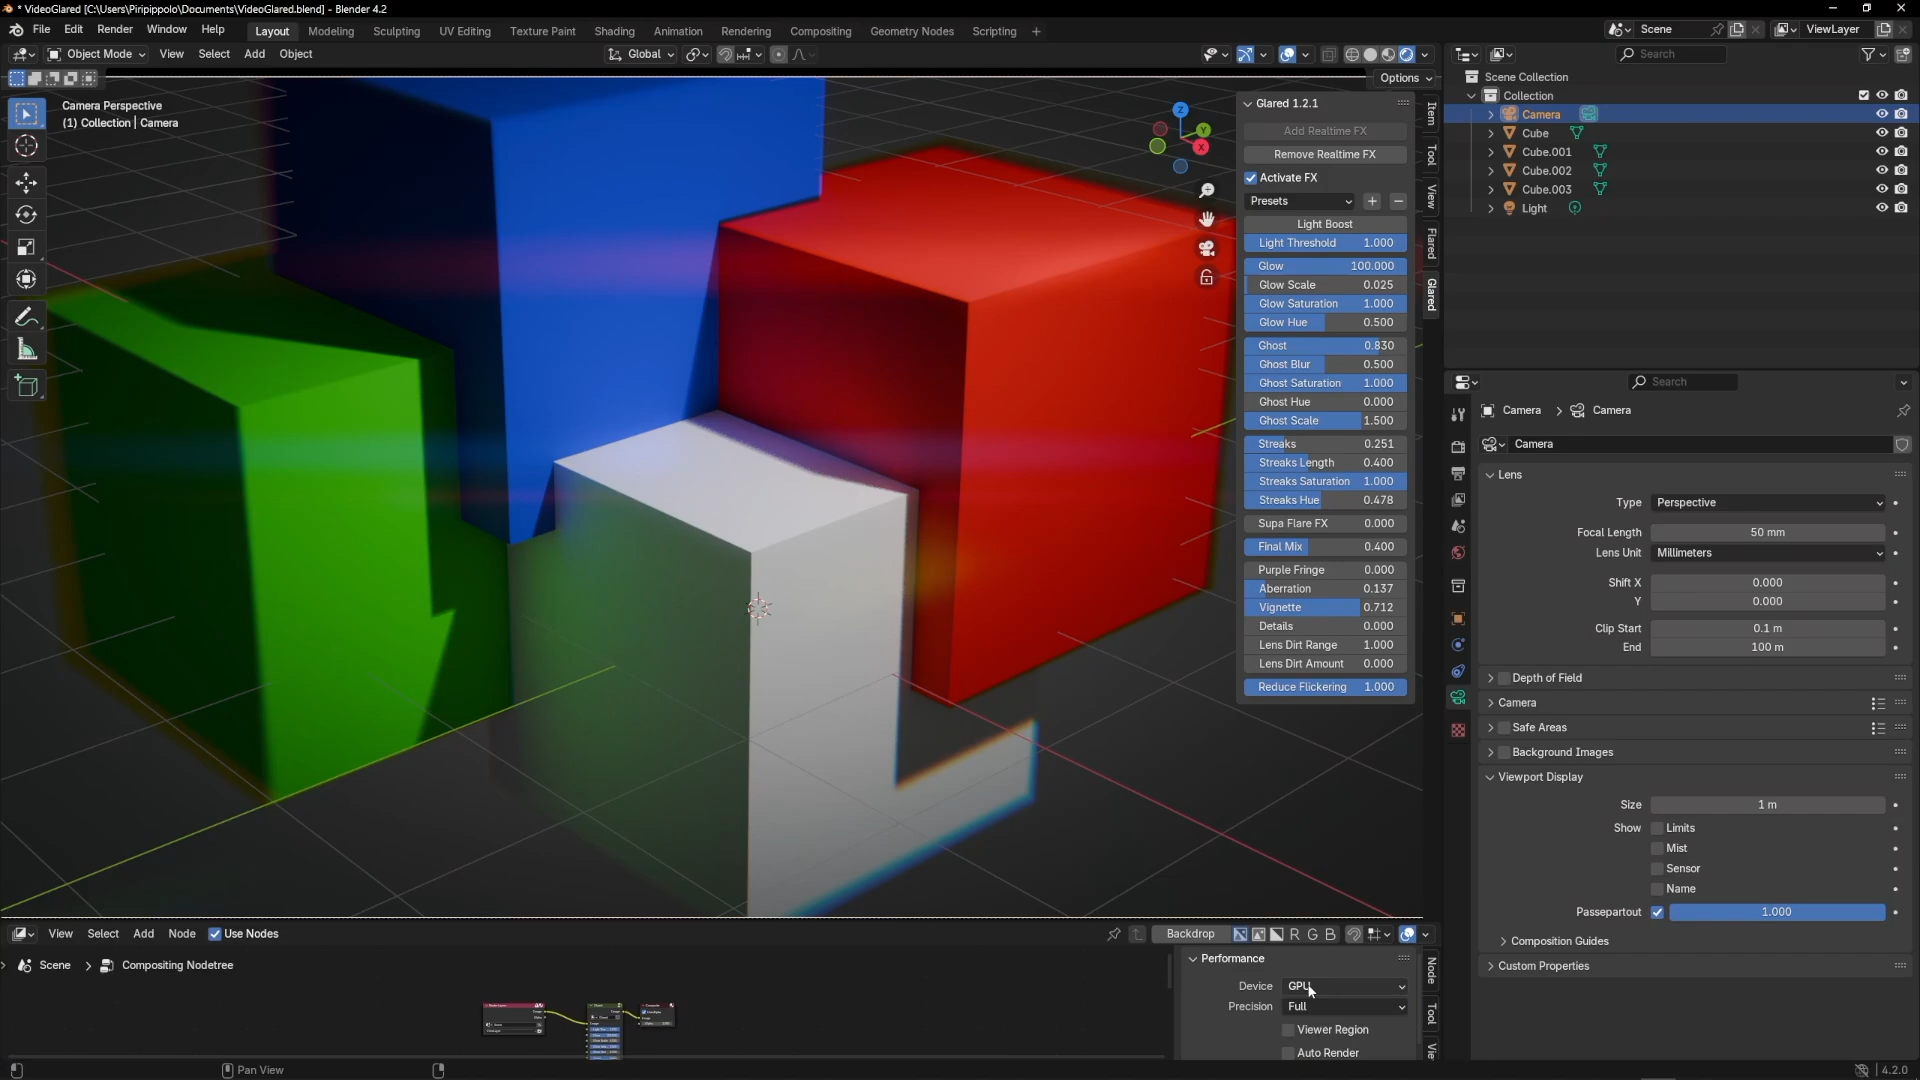 * VideoGlared [C:\Users\Piripippolo\Documents\VideoGlared.blend] - Blender 4.2
File Edit Render Window Help Layout Modeling Sculpting UV Editing Texture Paint Shading Animation Rendering Compositing Geometry Nodes Scripting +
Scene ViewLayer
Object Mode View Select Add Object Global
Search
Options
Camera Perspective
(1) Collection | Camera
Z
Y
X
Glared 1.2.1
Add Realtime FX
Remove Realtime FX
Activate FX
Presets
Light Boost
Light Threshold 1.000
Glow 100.000
Glow Scale 0.025
Glow Saturation 1.000
Glow Hue 0.500
Ghost 0.830
Ghost Blur 0.500
Ghost Saturation 1.000
Ghost Hue 0.000
Ghost Scale 1.500
Streaks 0.251
Streaks Length 0.400
Streaks Saturation 1.000
Streaks Hue 0.478
Supa Flare FX 0.000
Final Mix 0.400
Purple Fringe 0.000
Aberration 0.137
Vignette 0.712
Details 0.000
Lens Dirt Range 1.000
Lens Dirt Amount 0.000
Reduce Flickering 1.000
Item
Tool
View
Flared
Glared
Scene Collection
Collection
Camera
Cube
Cube.001
Cube.002
Cube.003
Light
Search
Camera > Camera
Camera
Lens
Type Perspective
Focal Length 50 mm
Lens Unit Millimeters
Shift X 0.000
Y 0.000
Clip Start 0.1 m
End 100 m
Depth of Field
Camera
Safe Areas
Background Images
Viewport Display
Size 1 m
Show Limits
Mist
Sensor
Name
Passepartout 1.000
Composition Guides
Custom Properties
View Select Add Node Use Nodes Backdrop R G B
Scene > Compositing Nodetree
Performance
Device GPU
Precision Full
Viewer Region
Auto Render
Node
Tool
Pan View
4.2.0